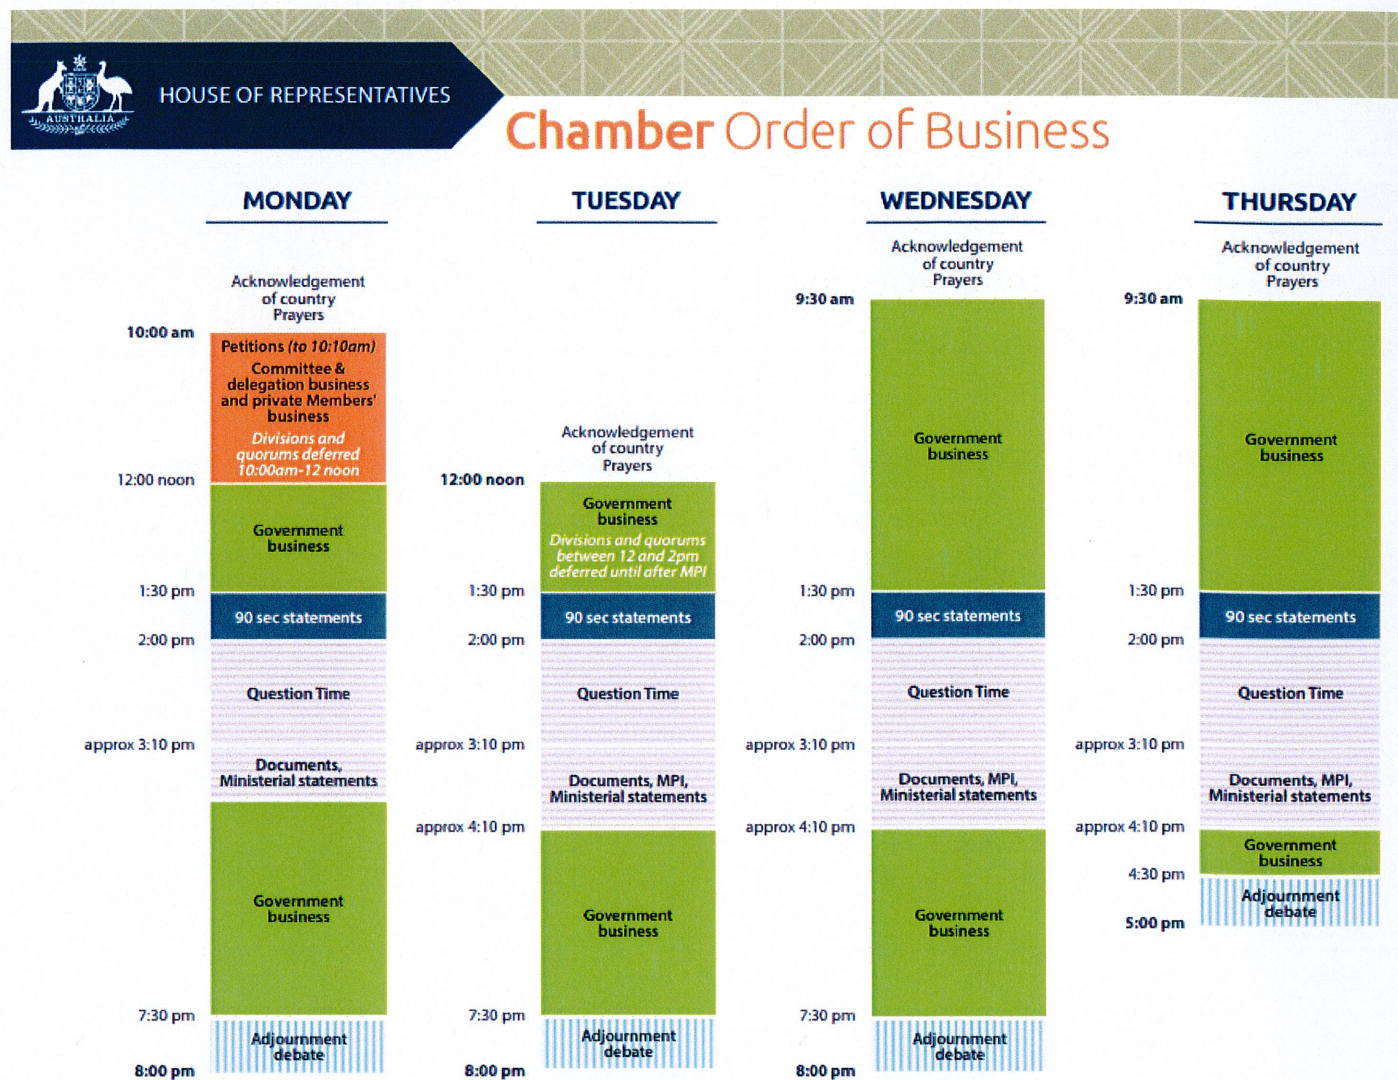 AUSTRALIA
HOUSE OF REPRESENTATIVES
Chamber Order of Business
MONDAY
Acknowledgement
of country
Prayers
10:00 am
Petitions (to 10:10am)
Committee &
delegation business
and private Members'
business
Divisions and
quorums deferred
10:00am-12 noon
12:00 noon
Government
business
1:30 pm
90 sec statements
2:00 pm
Question Time
approx 3:10 pm
Documents,
Ministerial statements
Government
business
7:30 pm
Adjournment
debate
8:00 pm
TUESDAY
Acknowledgement
of country
Prayers
12:00 noon
Government
business
Divisions and quorums
between 12 and 2pm
deferred until after MPI
1:30 pm
90 sec statements
2:00 pm
Question Time
approx 3:10 pm
Documents, MPI,
Ministerial statements
approx 4:10 pm
Government
business
7:30 pm
Adjournment
debate
8:00 pm
WEDNESDAY
Acknowledgement
of country
Prayers
9:30 am
Government
business
1:30 pm
90 sec statements
2:00 pm
Question Time
approx 3:10 pm
Documents, MPI,
Ministerial statements
approx 4:10 pm
Government
business
7:30 pm
Adjournment
debate
8:00 pm
THURSDAY
Acknowledgement
of country
Prayers
9:30 am
Government
business
1:30 pm
90 sec statements
2:00 pm
Question Time
approx 3:10 pm
Documents, MPI,
Ministerial statements
approx 4:10 pm
Government
business
4:30 pm
Adjournment
debate
5:00 pm